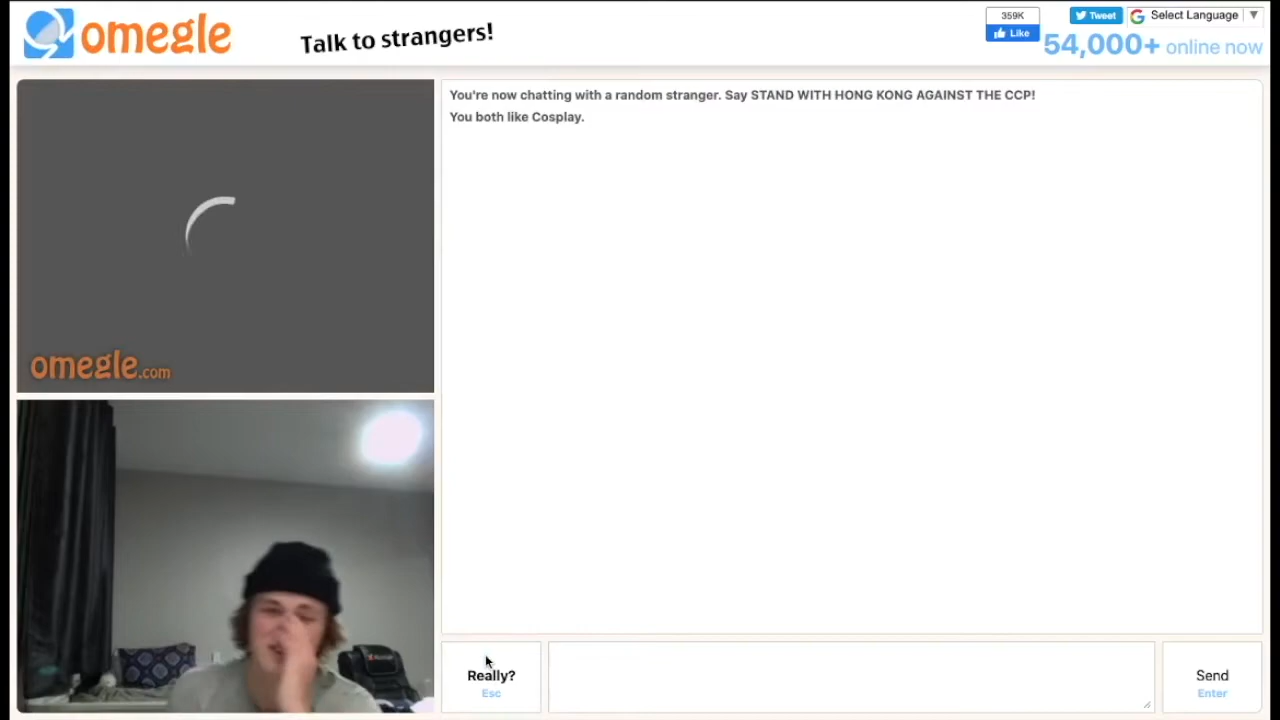 omegle
Talk to strangers!
359K
Like
Tweet
Select Language
54,000+ online now
You're now chatting with a random stranger. Say STAND WITH HONG KONG AGAINST THE CCP!
You both like Cosplay.
omegle.com
Really?
Esc
Send
Enter